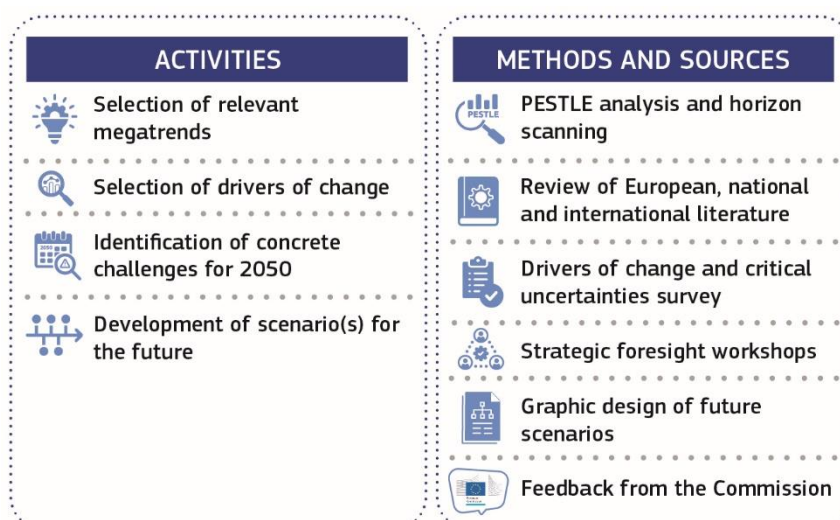 ACTIVITIES
Selection of relevant
megatrends
Selection of drivers of change
2050
Identification of concrete
challenges for 2050
Development of scenario(s) for
the future
METHODS AND SOURCES
PESTLE
PESTLE analysis and horizon
scanning
Review of European, national
and international literature
Drivers of change and critical
uncertainties survey
Strategic foresight workshops
Graphic design of future
scenarios
Feedback from the Commission